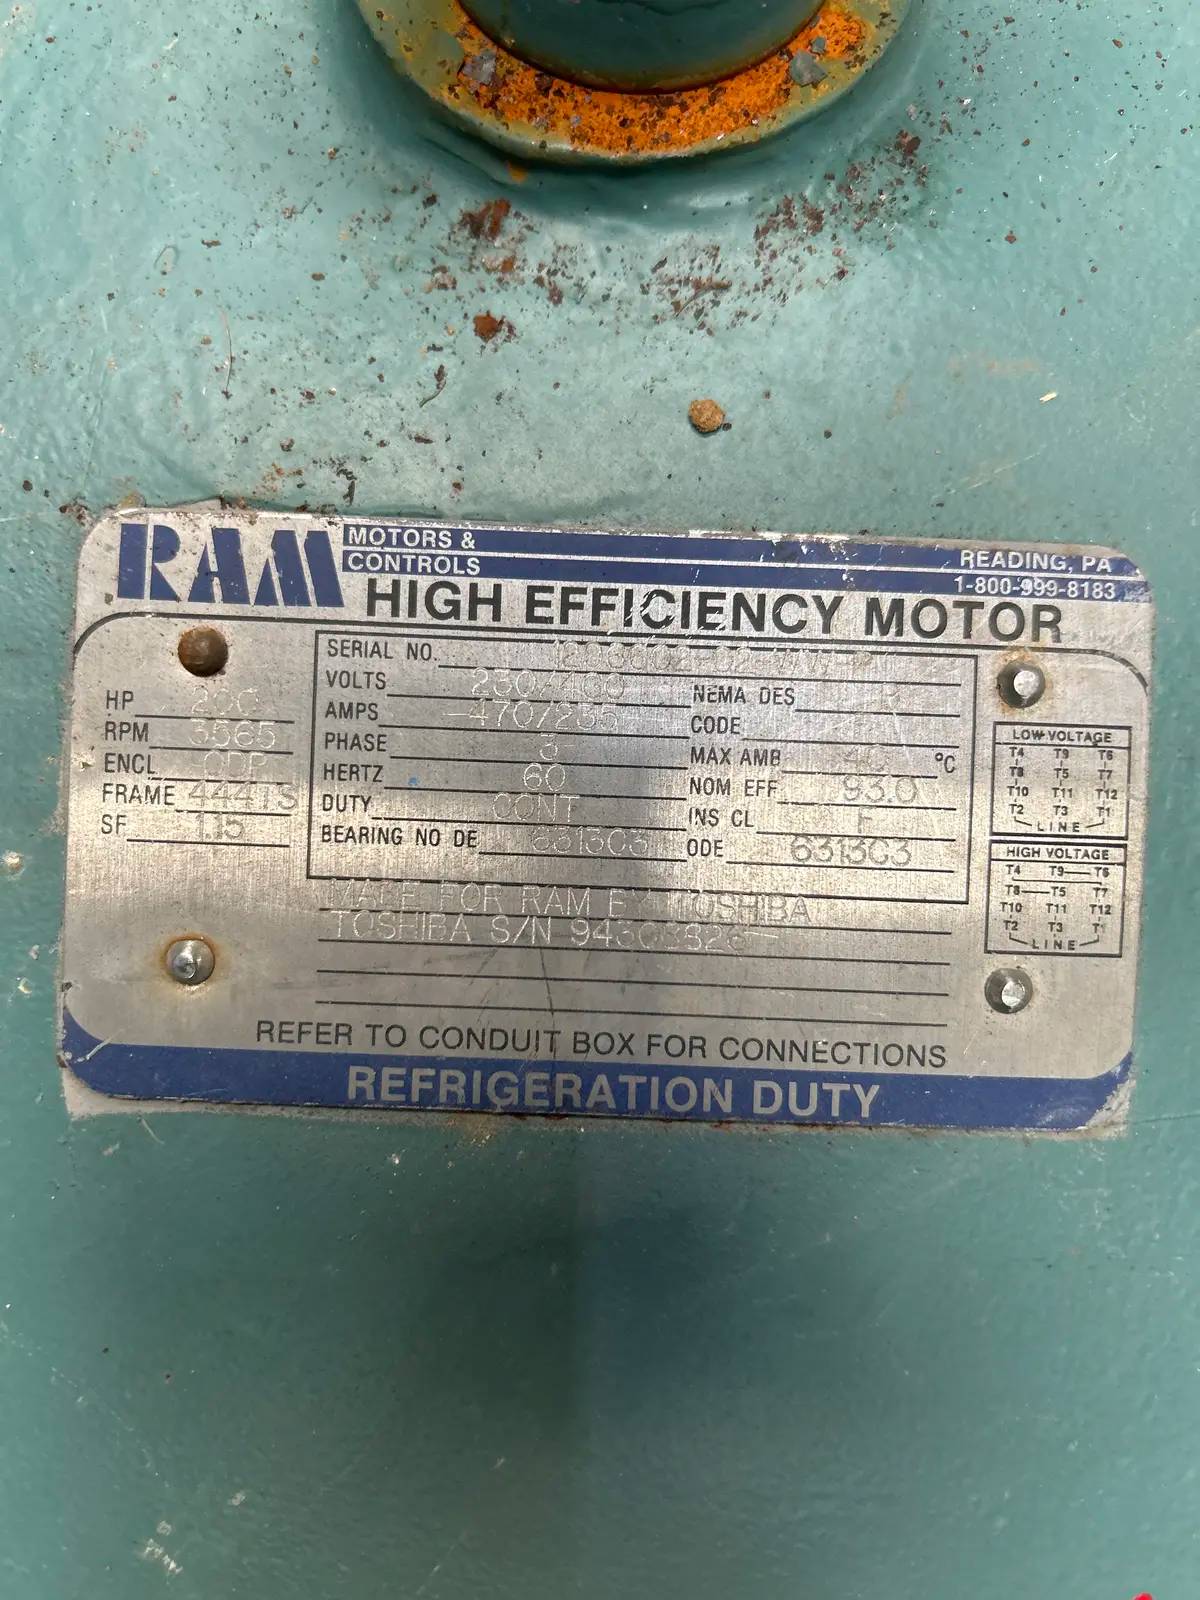 RAM MOTORS & CONTROLS
READING, PA
1-800-999-8183
HIGH EFFICIENCY MOTOR
HP 200
RPM 3565
ENCL ODP
FRAME 444TS
SF 1.15
SERIAL NO.
VOLTS 230/460
AMPS 470/235
PHASE 3
HERTZ 60
DUTY CONT
BEARING NO DE 6313C3
NEMA DES B
CODE
MAX AMB 40 °C
NOM EFF 93.0
INS CL F
ODE 6313C3
MADE FOR RAM BY TOSHIBA
TOSHIBA S/N
LOW VOLTAGE
T4 T9 T6
T8 T5 T7
T10 T11 T12
T2 T3 T1
LINE
HIGH VOLTAGE
T4 T9 T6
T8 T5 T7
T10 T11 T12
T2 T3 T1
LINE
REFER TO CONDUIT BOX FOR CONNECTIONS
REFRIGERATION DUTY